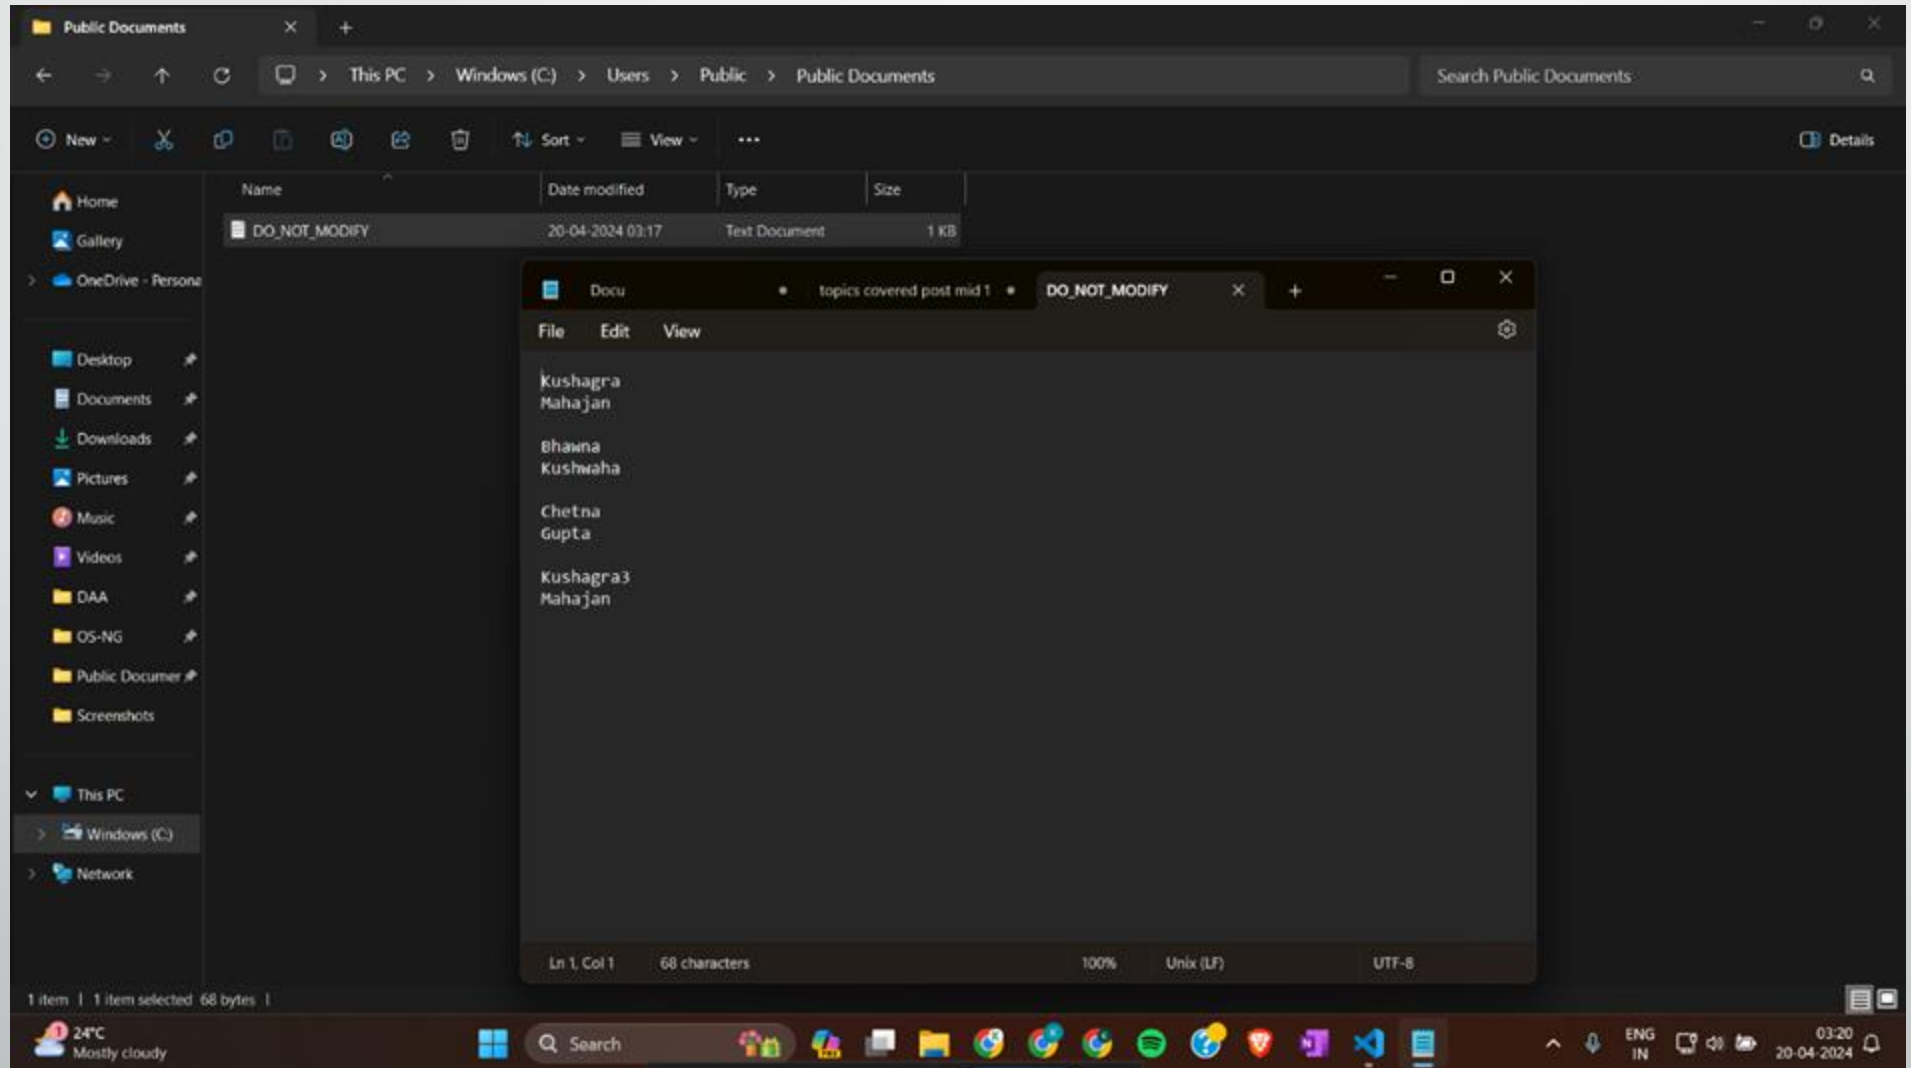 Public Documents
This PC > Windows (C:) > Users > Public > Public Documents
Search Public Documents
New
Sort
View
Details
Home
Gallery
OneDrive - Persona
Desktop
Documents
Downloads
Pictures
Music
Videos
DAA
OS-NG
Public Documer
Screenshots
This PC
Windows (C:)
Network
Name Date modified Type Size
DO_NOT_MODIFY 20-04-2024 03:17 Text Document 1 KB
Docu topics covered post mid 1 DO_NOT_MODIFY
File Edit View
Kushagra
Mahajan
Bhawna
Kushwaha
Chetna
Gupta
Kushagra3
Mahajan
Ln 1, Col 1 68 characters 100% Unix (LF) UTF-8
1 item | 1 item selected 68 bytes |
1
24°C
Mostly cloudy
Search
ENG
IN
03:20
20-04-2024